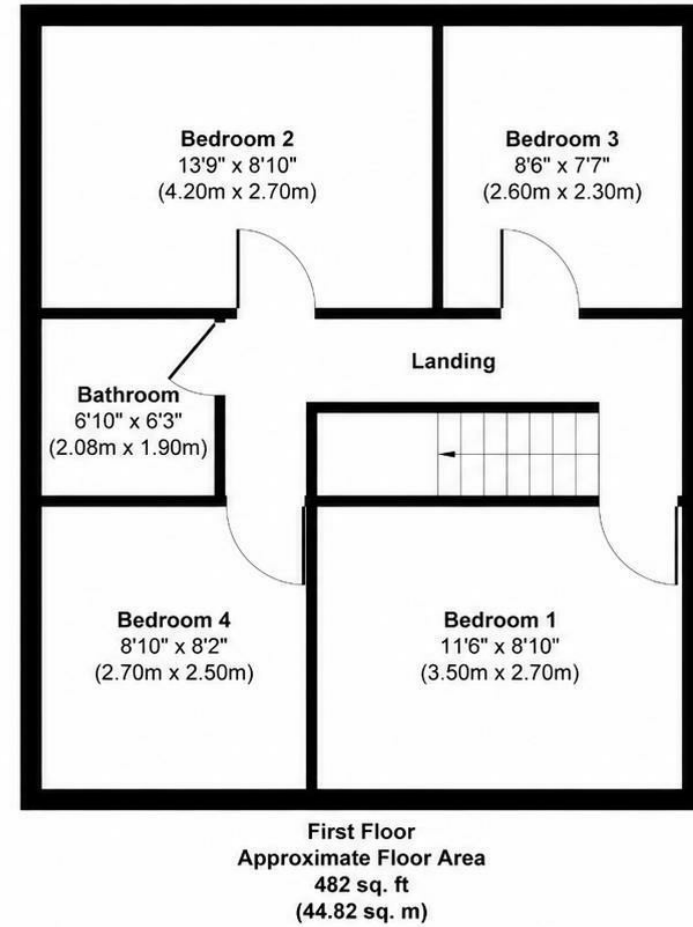 Bedroom 2
13'9" x 8'10"
(4.20m x 2.70m)
Bedroom 3
8'6" x 7'7"
(2.60m x 2.30m)
Landing
Bathroom
6'10" x 6'3"
(2.08m x 1.90m)
Bedroom 4
8'10" x 8'2"
(2.70m x 2.50m)
Bedroom 1
11'6" x 8'10"
(3.50m x 2.70m)
First Floor
Approximate Floor Area
482 sq. ft
(44.82 sq. m)